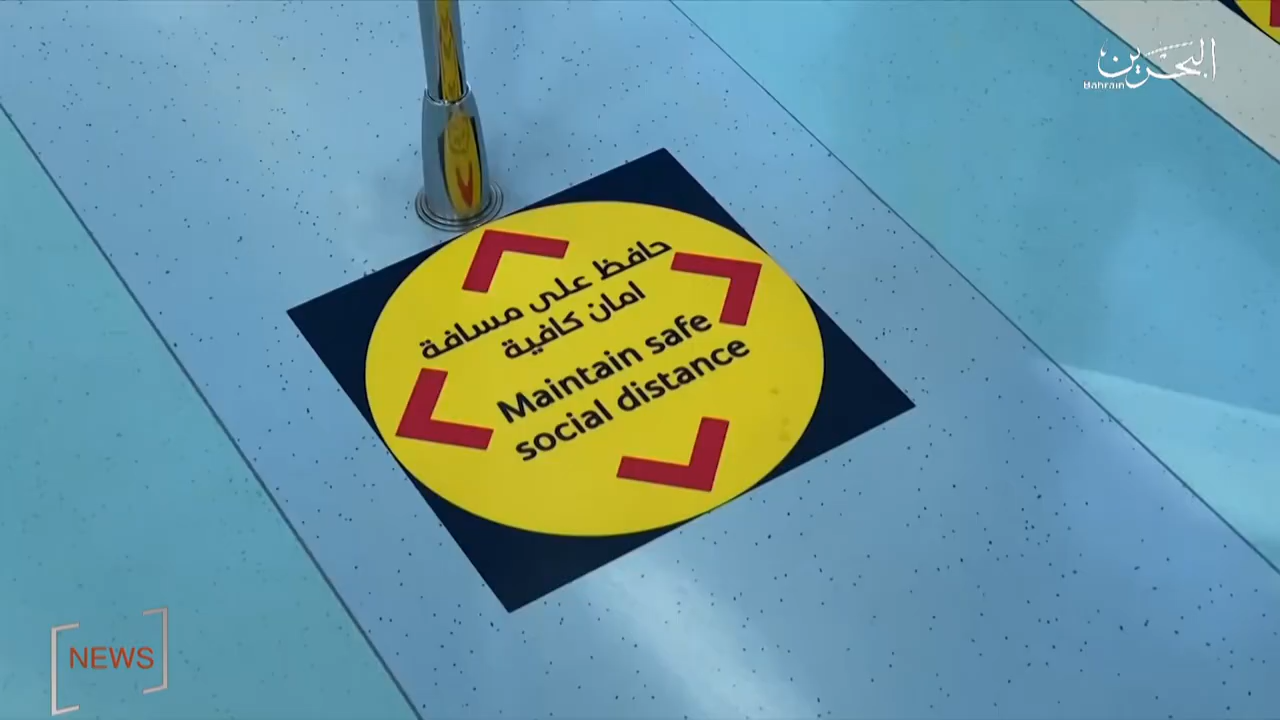 البحرين
Bahrain
حافظ على مسافة
امان كافية
Maintain safe
social distance
NEWS